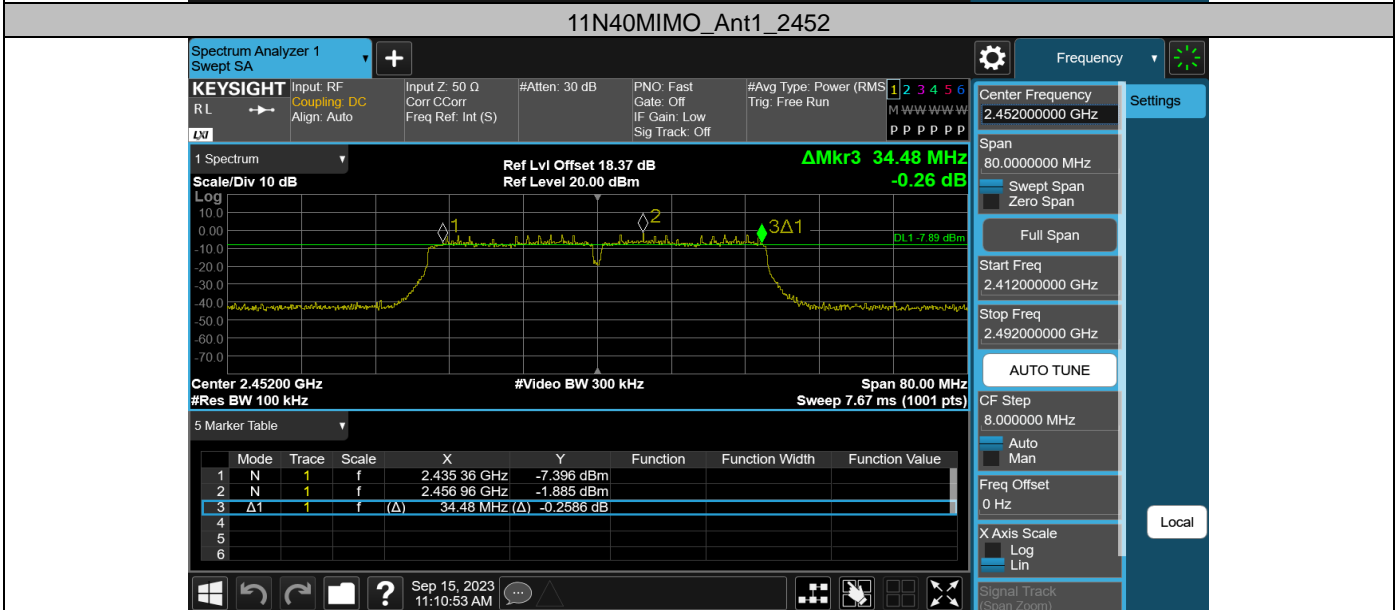 11N40MIMO_Ant1_2452
Spectrum Analyzer 1
Swept SA
+
Frequency
KEYSIGHT
RL
LXI
Input: RF
Coupling: DC
Align: Auto
Input Z: 50 Ω
Corr CCorr
Freq Ref: Int (S)
#Atten: 30 dB
PNO: Fast
Gate: Off
IF Gain: Low
Sig Track: Off
#Avg Type: Power (RMS
Trig: Free Run
1 2 3 4 5 6
M W W W W W
P P P P P P
1 Spectrum
Scale/Div 10 dB
Ref Lvl Offset 18.37 dB
Ref Level 20.00 dBm
ΔMkr3 34.48 MHz
-0.26 dB
Log
10.0
0.00
-10.0
-20.0
-30.0
-40.0
-50.0
-60.0
-70.0
1
2
3Δ1
DL1 -7.89 dBm
Center 2.45200 GHz
#Video BW 300 kHz
Span 80.00 MHz
#Res BW 100 kHz
Sweep 7.67 ms (1001 pts)
5 Marker Table
Mode Trace Scale X Y Function Function Width Function Value
1 N 1 f 2.435 36 GHz -7.396 dBm
2 N 1 f 2.456 96 GHz -1.885 dBm
3 Δ1 1 f (Δ) 34.48 MHz (Δ) -0.2586 dB
4
5
6
?
Sep 15, 2023
11:10:53 AM
Center Frequency
2.452000000 GHz
Settings
Span
80.0000000 MHz
Swept Span
Zero Span
Full Span
Start Freq
2.412000000 GHz
Stop Freq
2.492000000 GHz
AUTO TUNE
CF Step
8.000000 MHz
Auto
Man
Freq Offset
0 Hz
Local
X Axis Scale
Log
Lin
Signal Track
(Span Zoom)